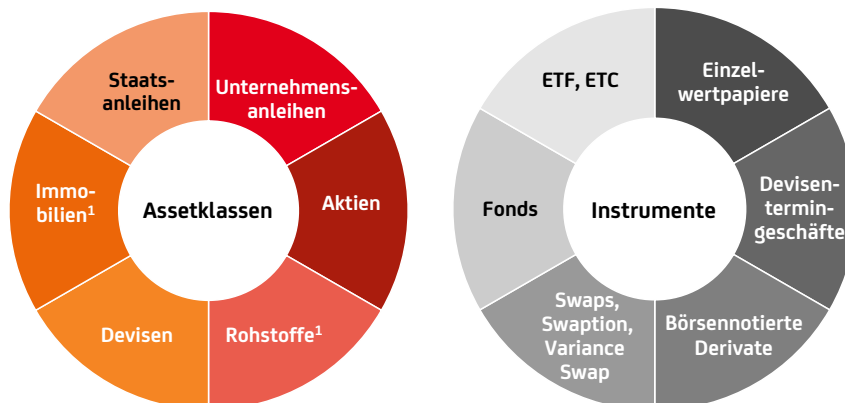 Staats-
anleihen
Unternehmens-
anleihen
Immo-
bilien¹
Assetklassen
Aktien
Devisen
Rohstoffe¹
ETF, ETC
Einzel-
wertpapiere
Fonds
Instrumente
Devisen-
termin-
geschäfte
Swaps,
Swaption,
Variance
Swap
Börsennotierte
Derivate